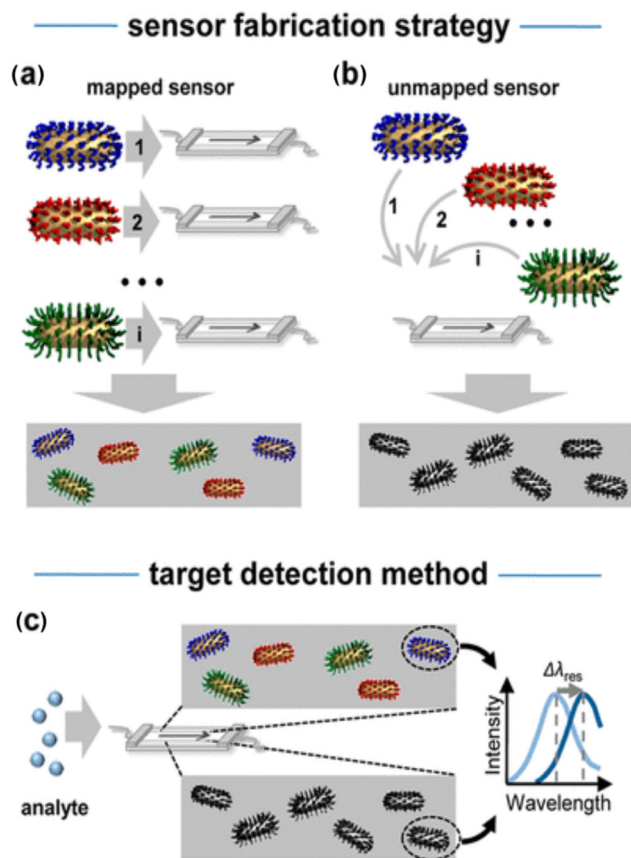 sensor fabrication strategy
(a)
mapped sensor
1
2
i
(b)
unmapped sensor
1
2
i
target detection method
(c)
analyte
Δλres
Intensity
Wavelength